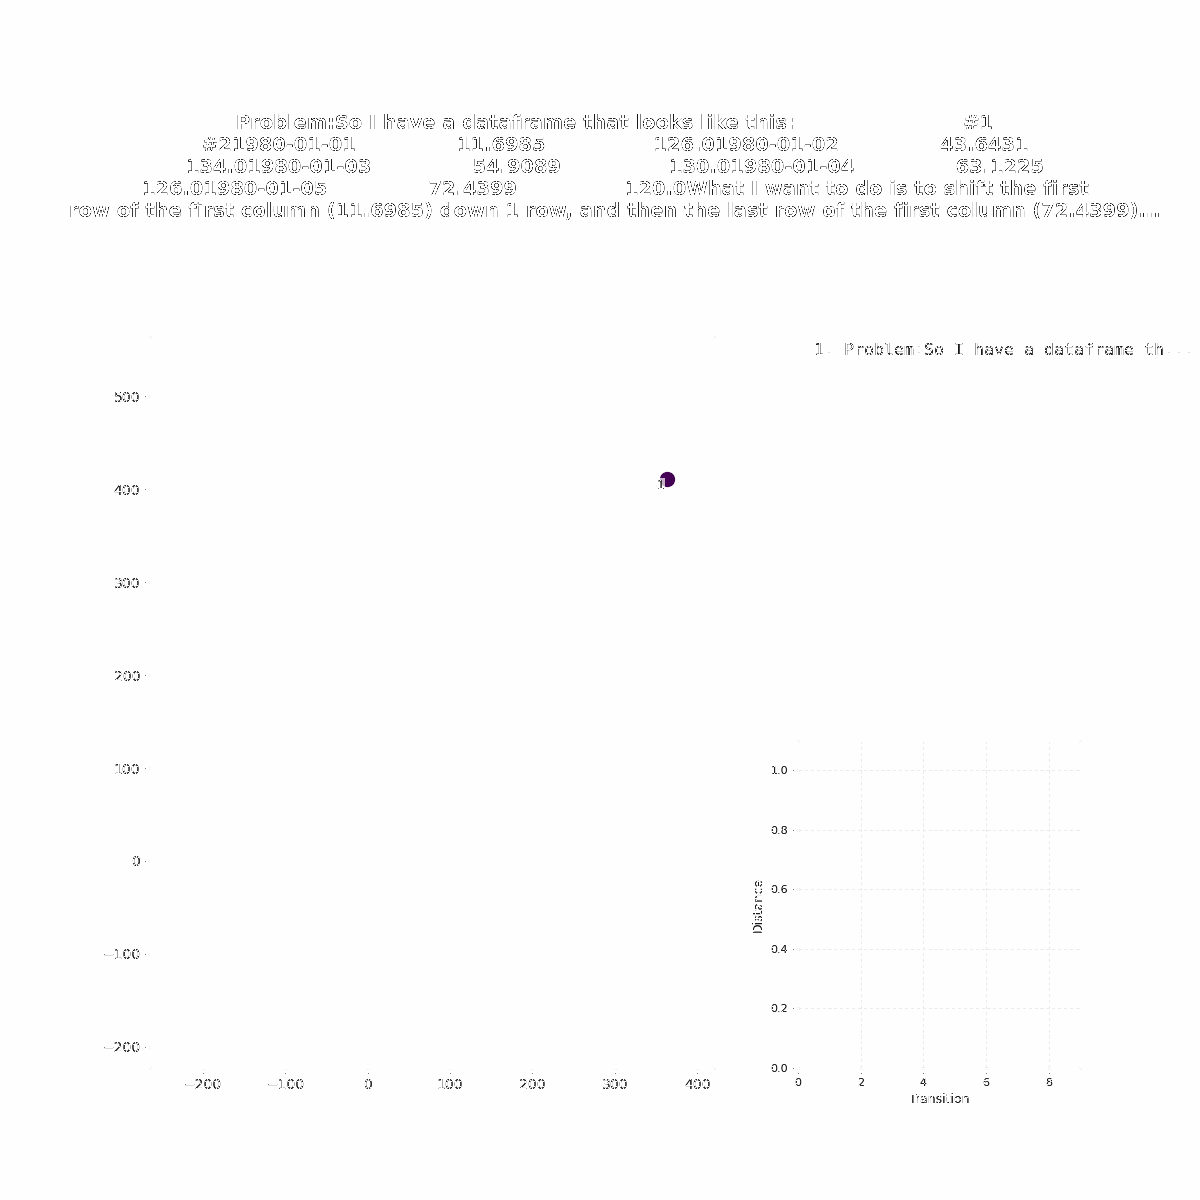 Problem:So I have a dataframe that looks like this: #1
#21980-01-01 11.6985 126.01980-01-02 43.6431
134.01980-01-03 54.9089 130.01980-01-04 63.1225
126.01980-01-05 72.4399 120.0What I want to do is to shift the first
row of the first column (11.6985) down 1 row, and then the last row of the first column (72.4399)....
1. Problem:So I have a dataframe th...
500
400
300
200
100
0
−100
−200
−200 −100 0 100 200 300 400
1
1.0
0.8
0.6
0.4
0.2
0.0
Distance
0 2 4 6 8
Transition